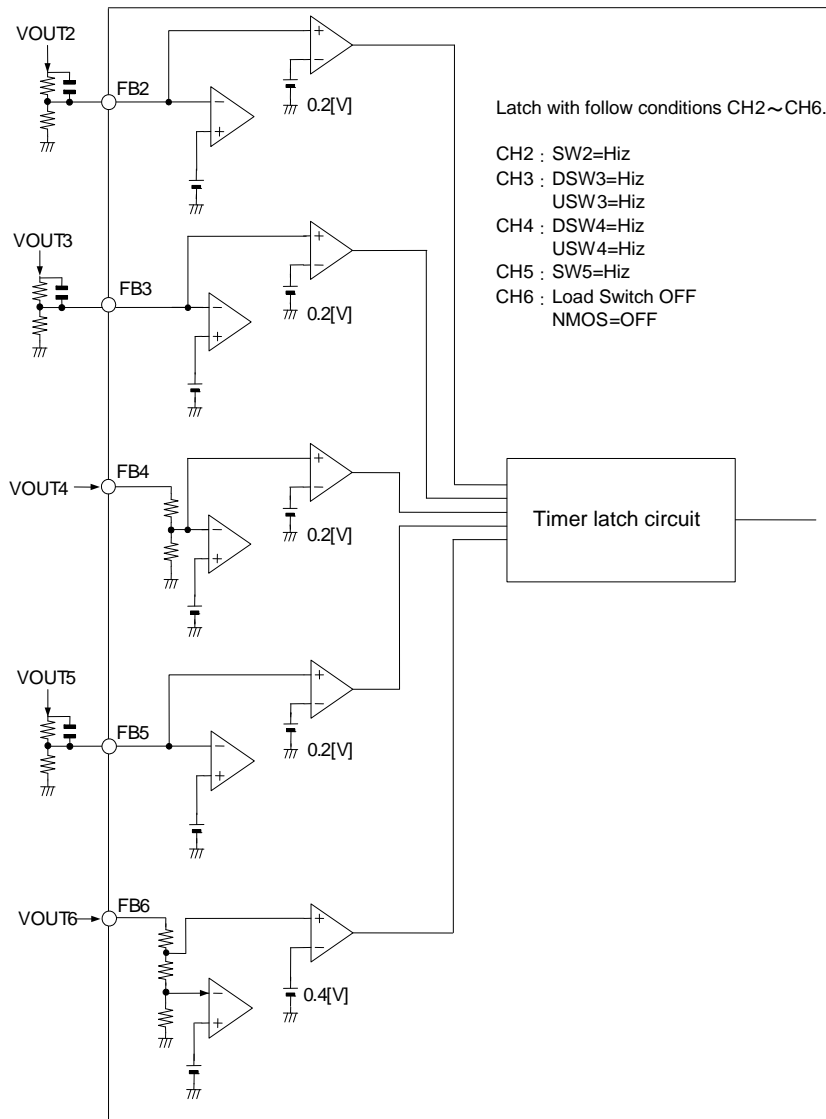 VOUT2
FB2
0.2[V]
Latch with follow conditions CH2～CH6.
CH2 : SW2=Hiz
CH3 : DSW3=Hiz
USW3=Hiz
CH4 : DSW4=Hiz
USW4=Hiz
CH5 : SW5=Hiz
CH6 : Load Switch OFF
NMOS=OFF
VOUT3
FB3
0.2[V]
FB4
VOUT4
0.2[V]
Timer latch circuit
VOUT5
FB5
0.2[V]
FB6
VOUT6
0.4[V]